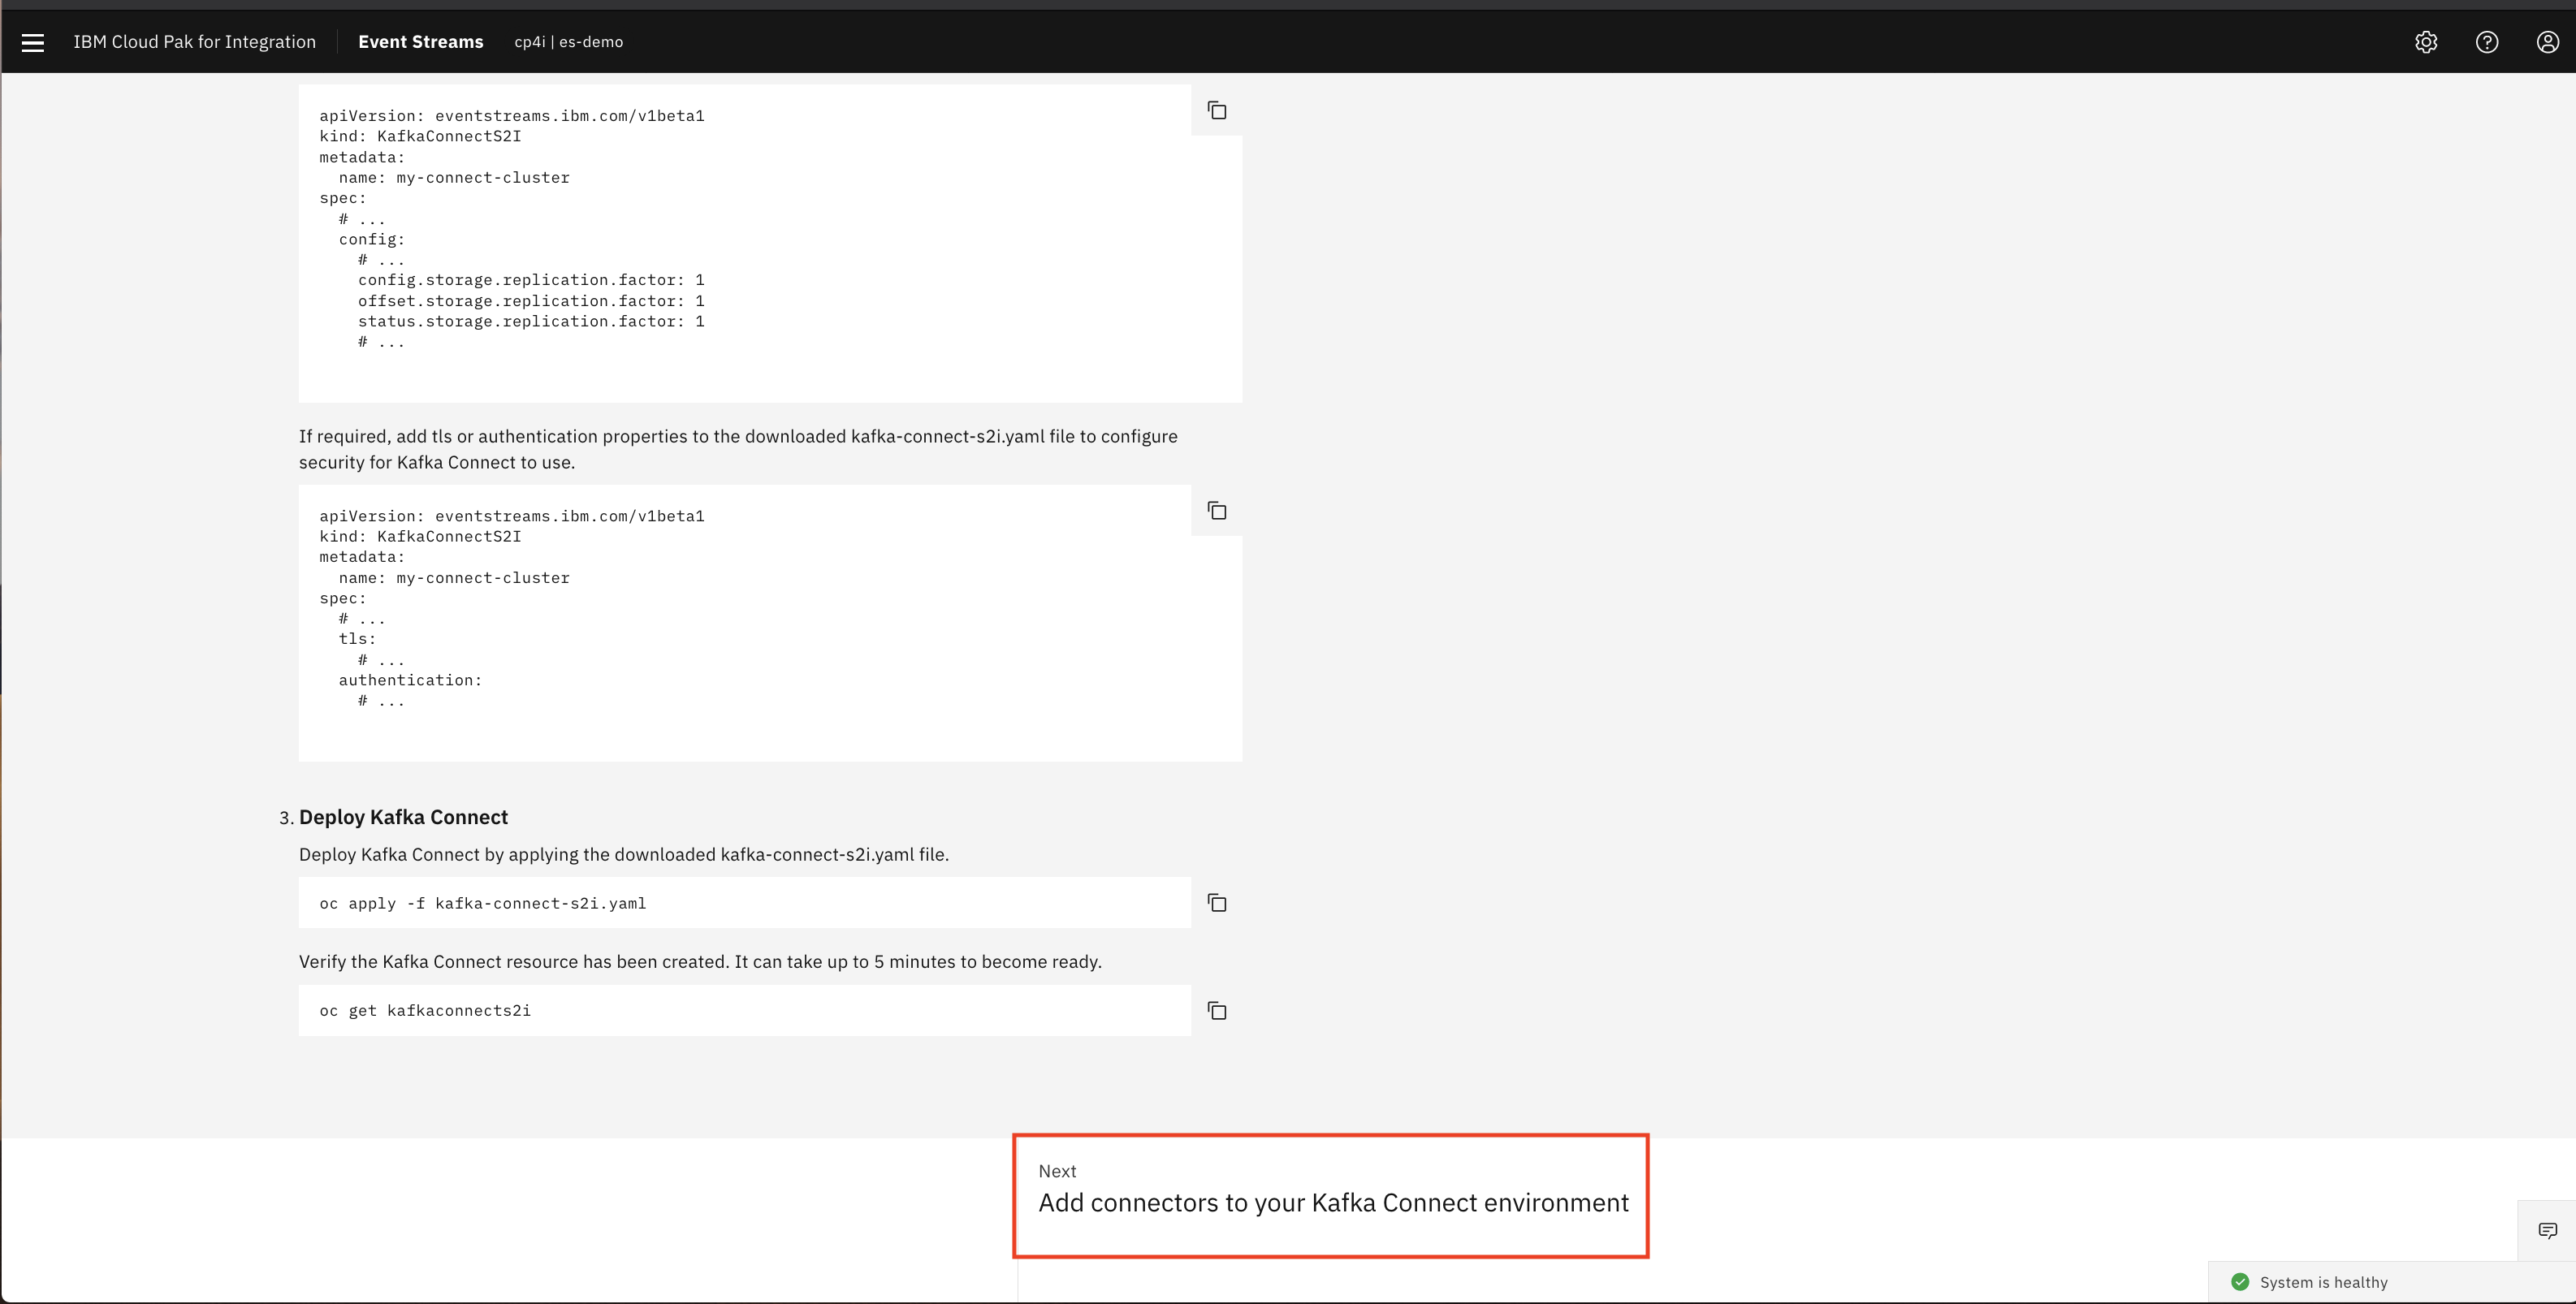 IBM Cloud Pak for Integration
Event Streams
cp4i | es-demo
apiVersion: eventstreams.ibm.com/v1beta1
kind: KafkaConnectS2I
metadata:
  name: my-connect-cluster
spec:
  # ...
  config:
    # ...
    config.storage.replication.factor: 1
    offset.storage.replication.factor: 1
    status.storage.replication.factor: 1
    # ...
If required, add tls or authentication properties to the downloaded kafka-connect-s2i.yaml file to configure
security for Kafka Connect to use.
apiVersion: eventstreams.ibm.com/v1beta1
kind: KafkaConnectS2I
metadata:
  name: my-connect-cluster
spec:
  # ...
  tls:
    # ...
  authentication:
    # ...
3. Deploy Kafka Connect
Deploy Kafka Connect by applying the downloaded kafka-connect-s2i.yaml file.
oc apply -f kafka-connect-s2i.yaml
Verify the Kafka Connect resource has been created. It can take up to 5 minutes to become ready.
oc get kafkaconnects2i
Next
Add connectors to your Kafka Connect environment
System is healthy